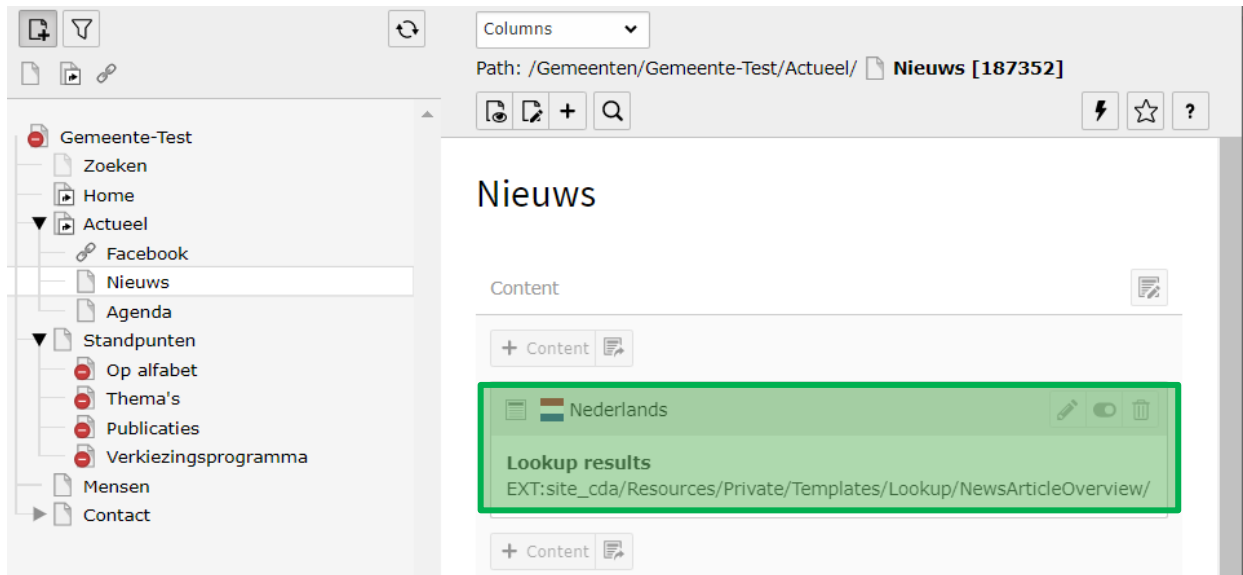 Gemeente-Test
Zoeken
Home
Actueel
Facebook
Nieuws
Agenda
Standpunten
Op alfabet
Thema's
Publicaties
Verkiezingsprogramma
Mensen
Contact
Columns
Path: /Gemeenten/Gemeente-Test/Actueel/ Nieuws [187352]
+ ?
Nieuws
Content
+ Content
Nederlands
Lookup results
EXT:site_cda/Resources/Private/Templates/Lookup/NewsArticleOverview/
+ Content